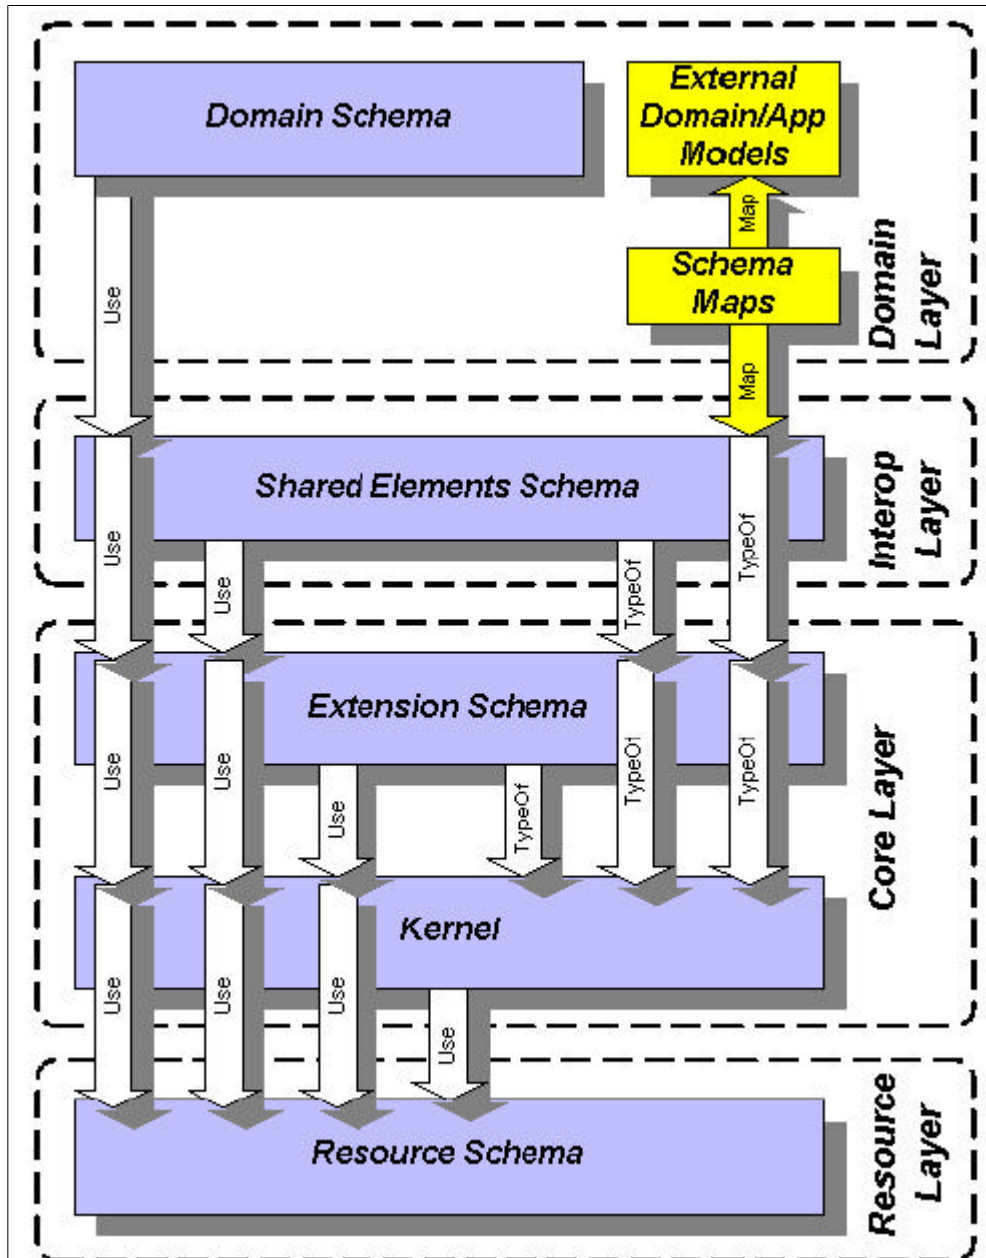 Domain Schema
External
Domain/App
Models
Map
Use
Schema
Maps
Domain
Layer
Map
Shared Elements Schema
Interop
Layer
Use
TypeOf
Use
TypeOf
Extension Schema
Use
Use
TypeOf
TypeOf
Use
TypeOf
Core Layer
Kernel
Use
Use
Use
Use
Resource Schema
Resource
Layer